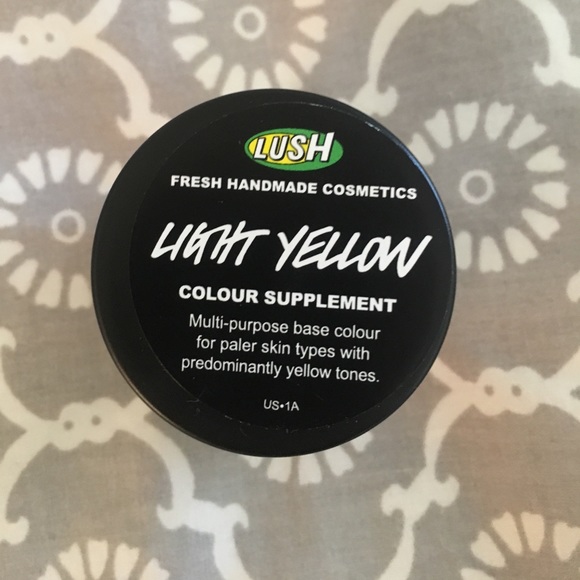 LUSH
FRESH HANDMADE COSMETICS
LIGHT YELLOW
COLOUR SUPPLEMENT
Multi-purpose base colour
for paler skin types with
predominantly yellow tones.
US•1A